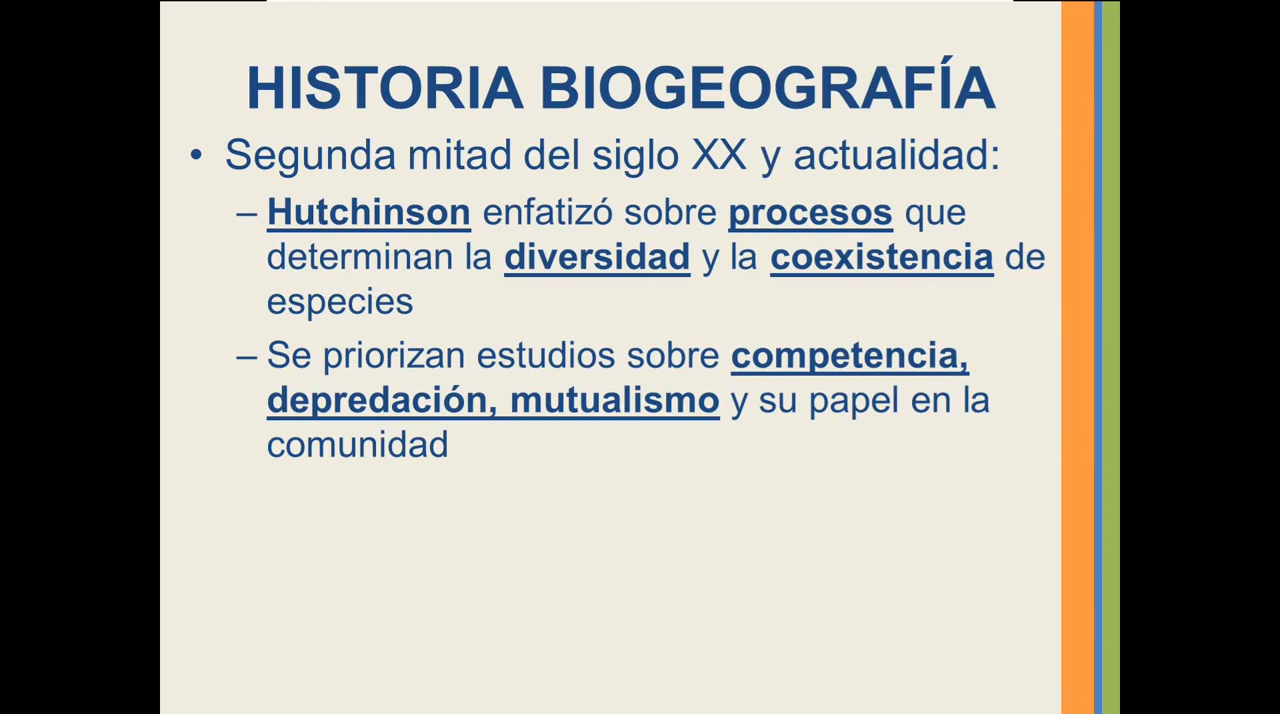 HISTORIA BIOGEOGRAFÍA
• Segunda mitad del siglo XX y actualidad:
– Hutchinson enfatizó sobre procesos que
determinan la diversidad y la coexistencia de
especies
– Se priorizan estudios sobre competencia,
depredación, mutualismo y su papel en la
comunidad